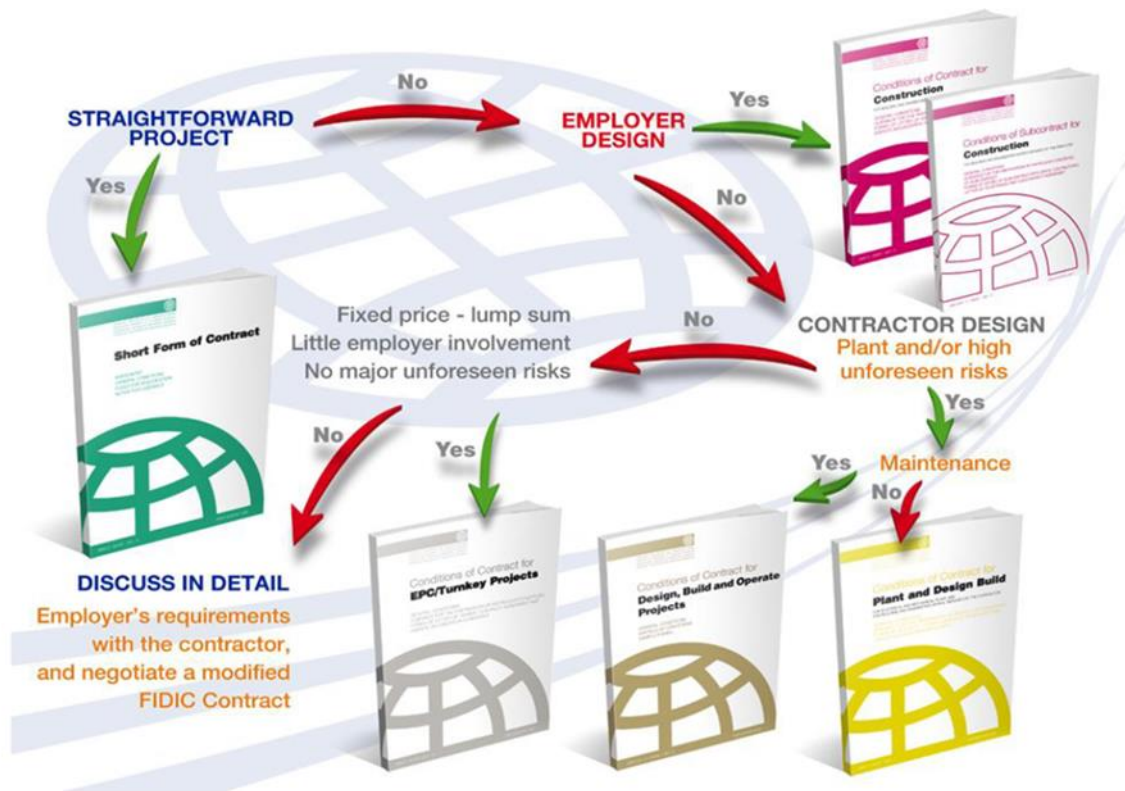 STRAIGHTFORWARD
PROJECT
No
EMPLOYER
DESIGN
Yes
Conditions of Contract for
Construction
Conditions of Subcontract for
Construction
Yes
No
Short Form of Contract
Fixed price - lump sum
Little employer involvement
No major unforeseen risks
No
CONTRACTOR DESIGN
Plant and/or high
unforeseen risks
Yes
No
Yes
Yes
Maintenance
No
DISCUSS IN DETAIL
Employer's requirements
with the contractor,
and negotiate a modified
FIDIC Contract
Conditions of Contract for
EPC/Turnkey Projects
Conditions of Contract for
Design, Build and Operate
Projects
Conditions of Contract for
Plant and Design Build